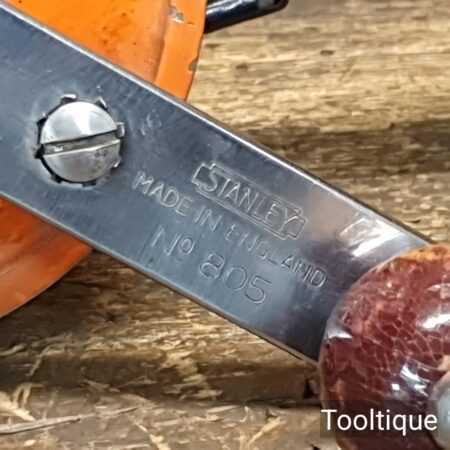 STANLEY
MADE IN ENGLAND
Nº 805
Tooltique